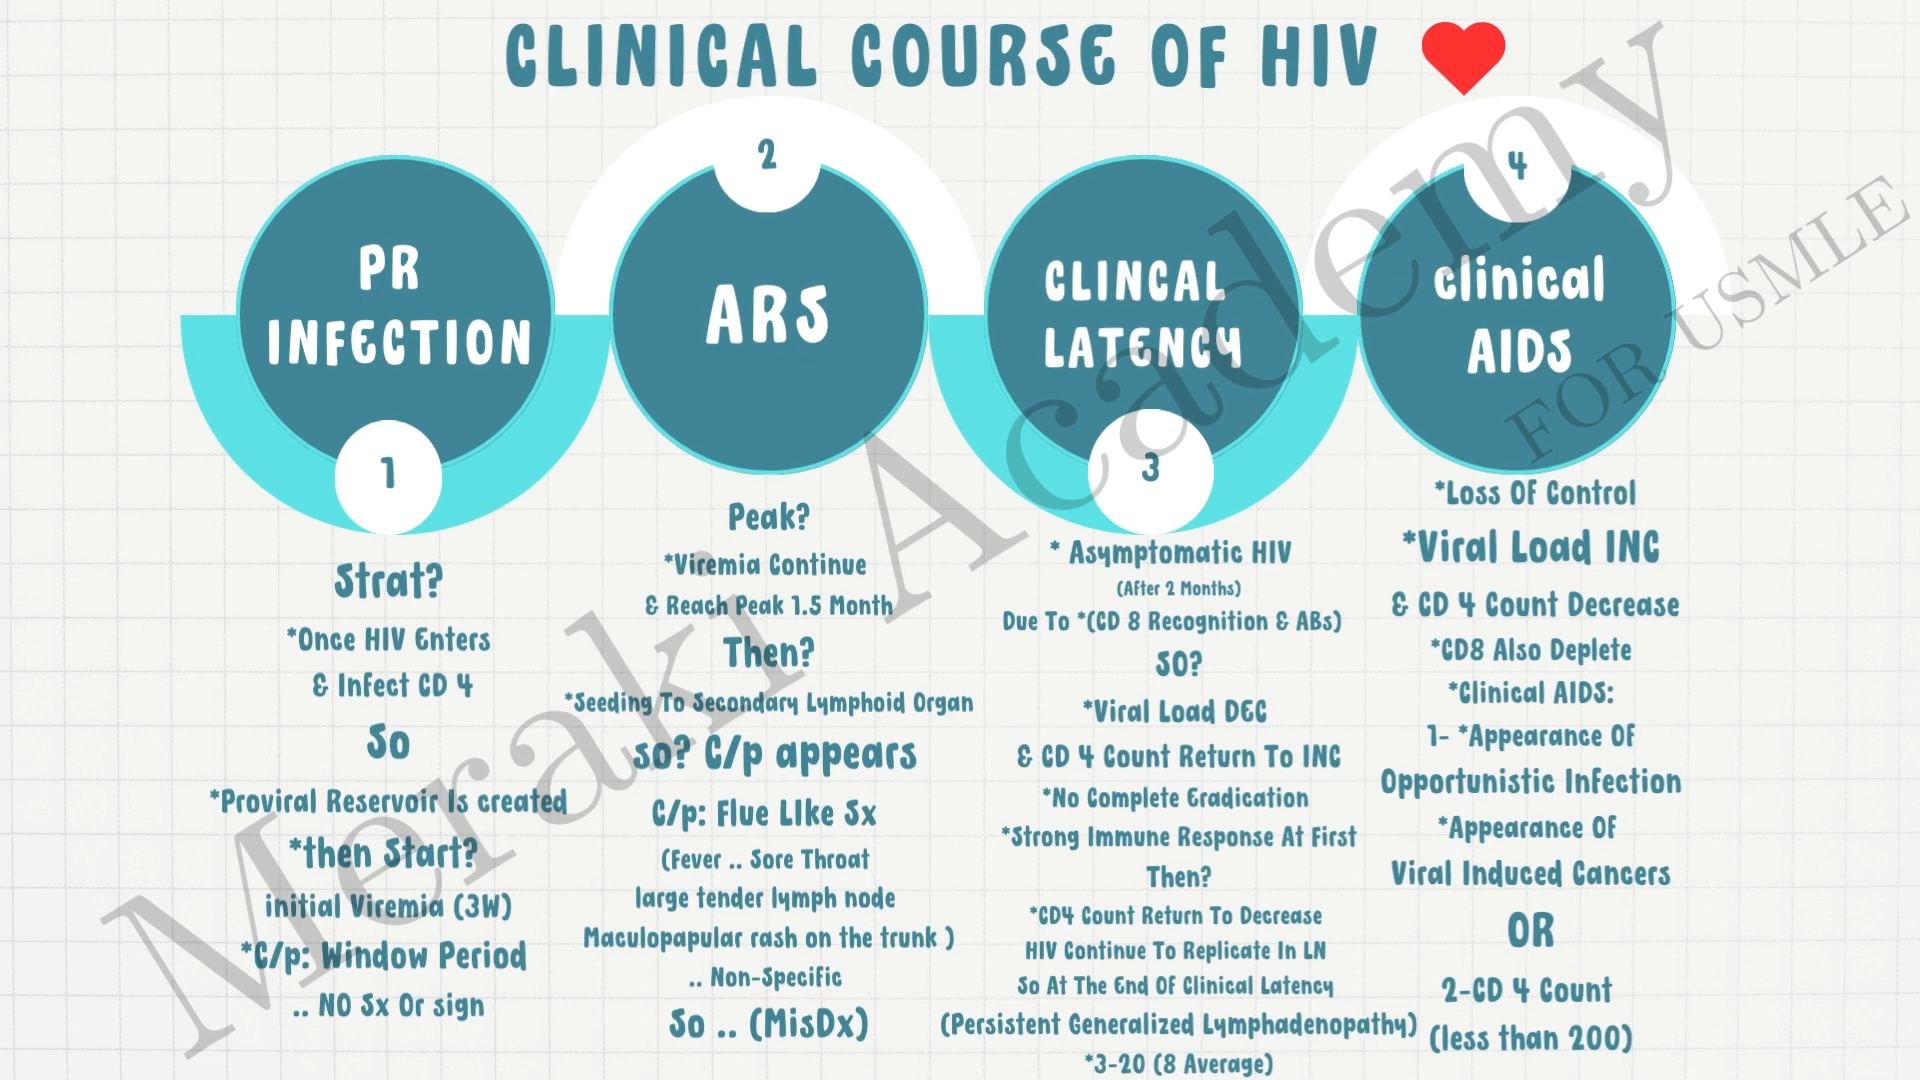 CLINICAL COURSE OF HIV
1
PR
INFECTION
Strat?
*Once HIV Enters
& Infect CD 4
So
*Proviral Reservoir Is created
*then Start?
initial Viremia (3W)
*C/p: Window Period
.. NO Sx Or sign
2
ARS
Peak?
*Viremia Continue
& Reach Peak 1.5 Month
Then?
*Seeding To Secondary Lymphoid Organ
so? C/p appears
C/p: Flue LIke Sx
(Fever .. Sore Throat
large tender lymph node
Maculopapular rash on the trunk )
.. Non-Specific
So .. (MisDx)
3
CLINCAL
LATENCY
* Asymptomatic HIV
(After 2 Months)
Due To *(CD 8 Recognition & ABs)
SO?
*Viral Load DEC
& CD 4 Count Return To INC
*No Complete Eradication
*Strong Immune Response At First
Then?
*CD4 Count Return To Decrease
HIV Continue To Replicate In LN
So At The End Of Clinical Latency
(Persistent Generalized Lymphadenopathy)
*3-20 (8 Average)
4
clinical
AIDS
*Loss Of Control
*Viral Load INC
& CD 4 Count Decrease
*CD8 Also Deplete
*Clinical AIDS:
1- *Appearance Of
Opportunistic Infection
*Appearance Of
Viral Induced Cancers
OR
2-CD 4 Count
(less than 200)
Meraki Academy
FOR USMLE